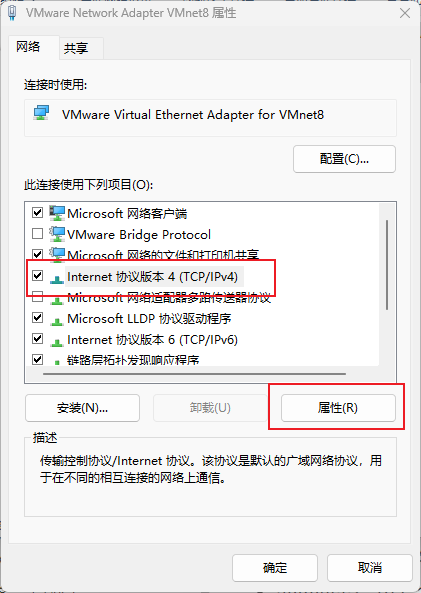 VMware Network Adapter VMnet8 属性
网络
共享
连接时使用:
VMware Virtual Ethernet Adapter for VMnet8
配置(C)...
此连接使用下列项目(O):
Microsoft 网络客户端
VMware Bridge Protocol
Microsoft 网络的文件和打印机共享
Internet 协议版本 4 (TCP/IPv4)
Microsoft 网络适配器多路传送器协议
Microsoft LLDP 协议驱动程序
Internet 协议版本 6 (TCP/IPv6)
链路层拓扑发现响应程序
安装(N)...
卸载(U)
属性(R)
描述
传输控制协议/Internet 协议。该协议是默认的广域网络协议，用
于在不同的相互连接的网络上通信。
确定
取消